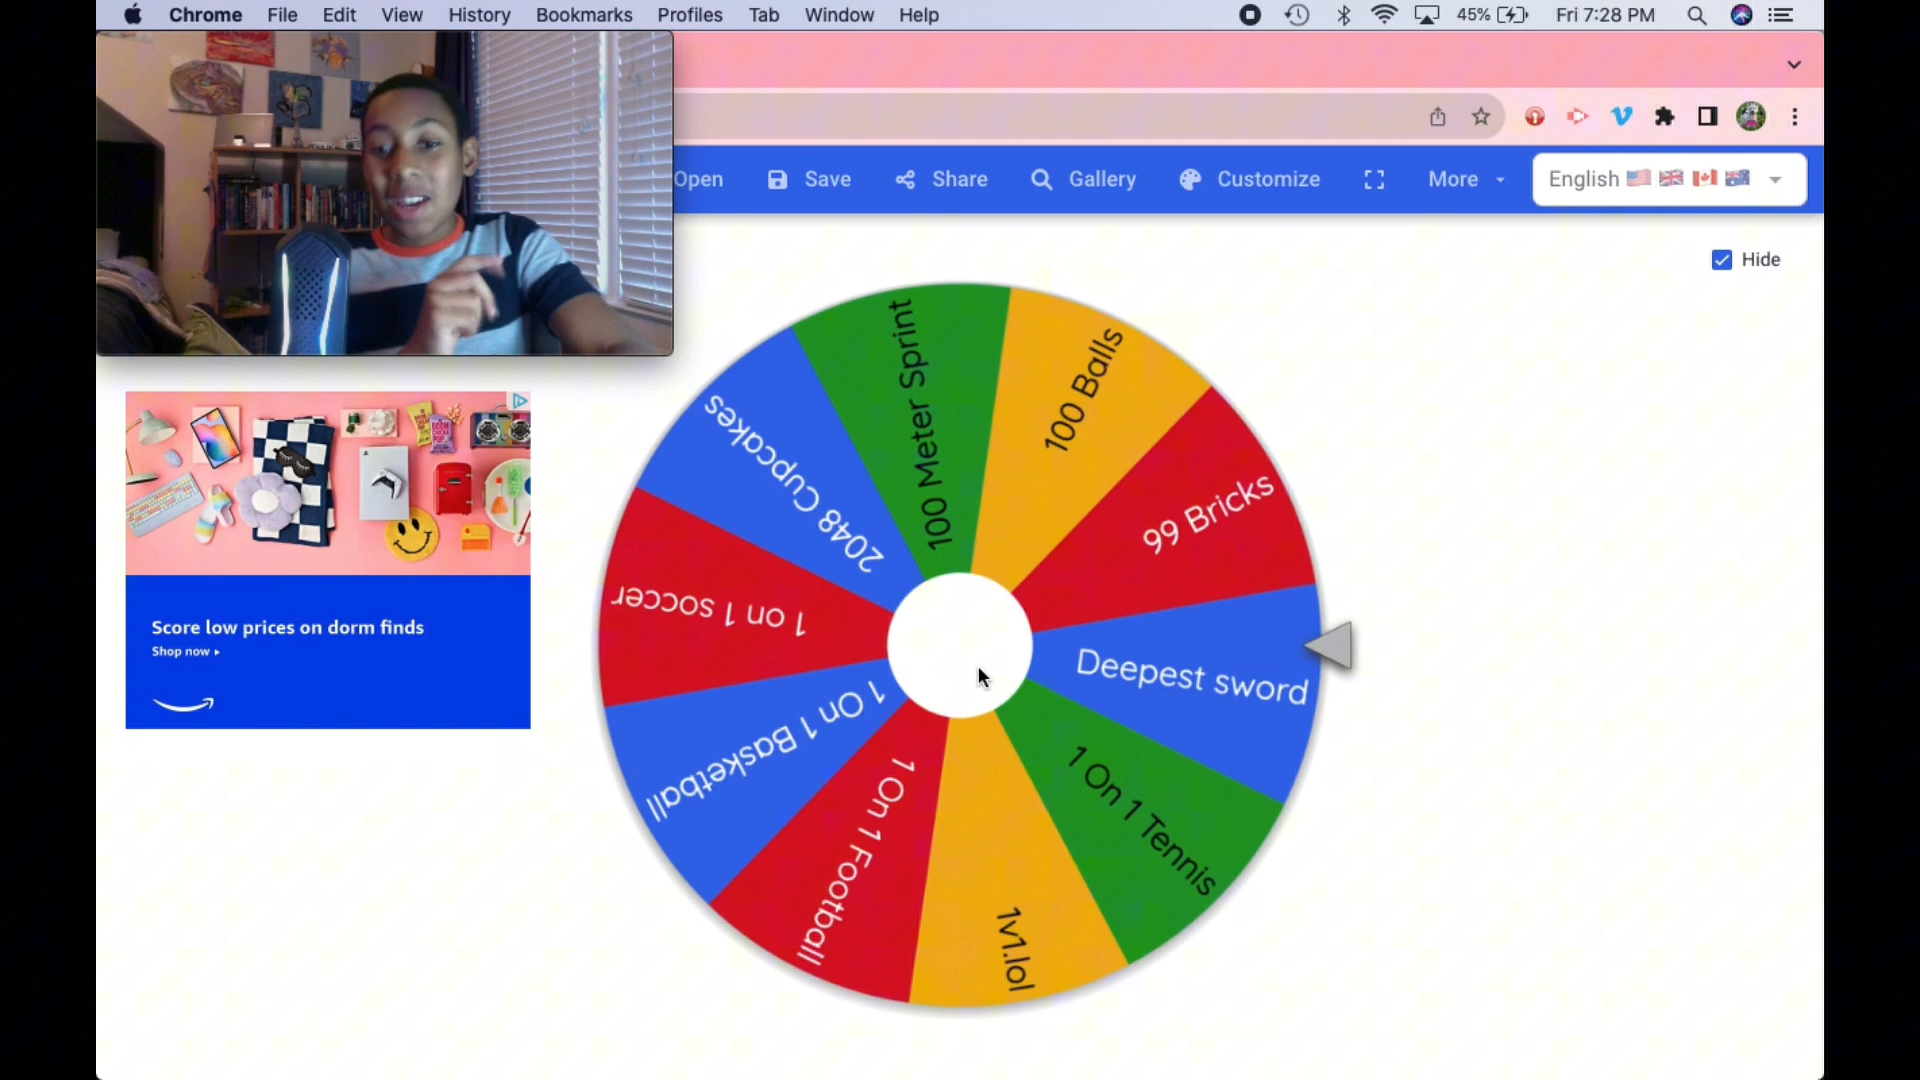 Chrome File Edit View History Bookmarks Profiles Tab Window Help
45% Fri 7:28 PM
Open Save Share Gallery Customize More English
Hide
100 Meter Sprint
100 Balls
99 Bricks
Deepest sword
1 On 1 Tennis
1v1.lol
1 On 1 Football
1 On 1 Basketball
1 on 1 soccer
2048 Cupcakes
Score low prices on dorm finds
Shop now